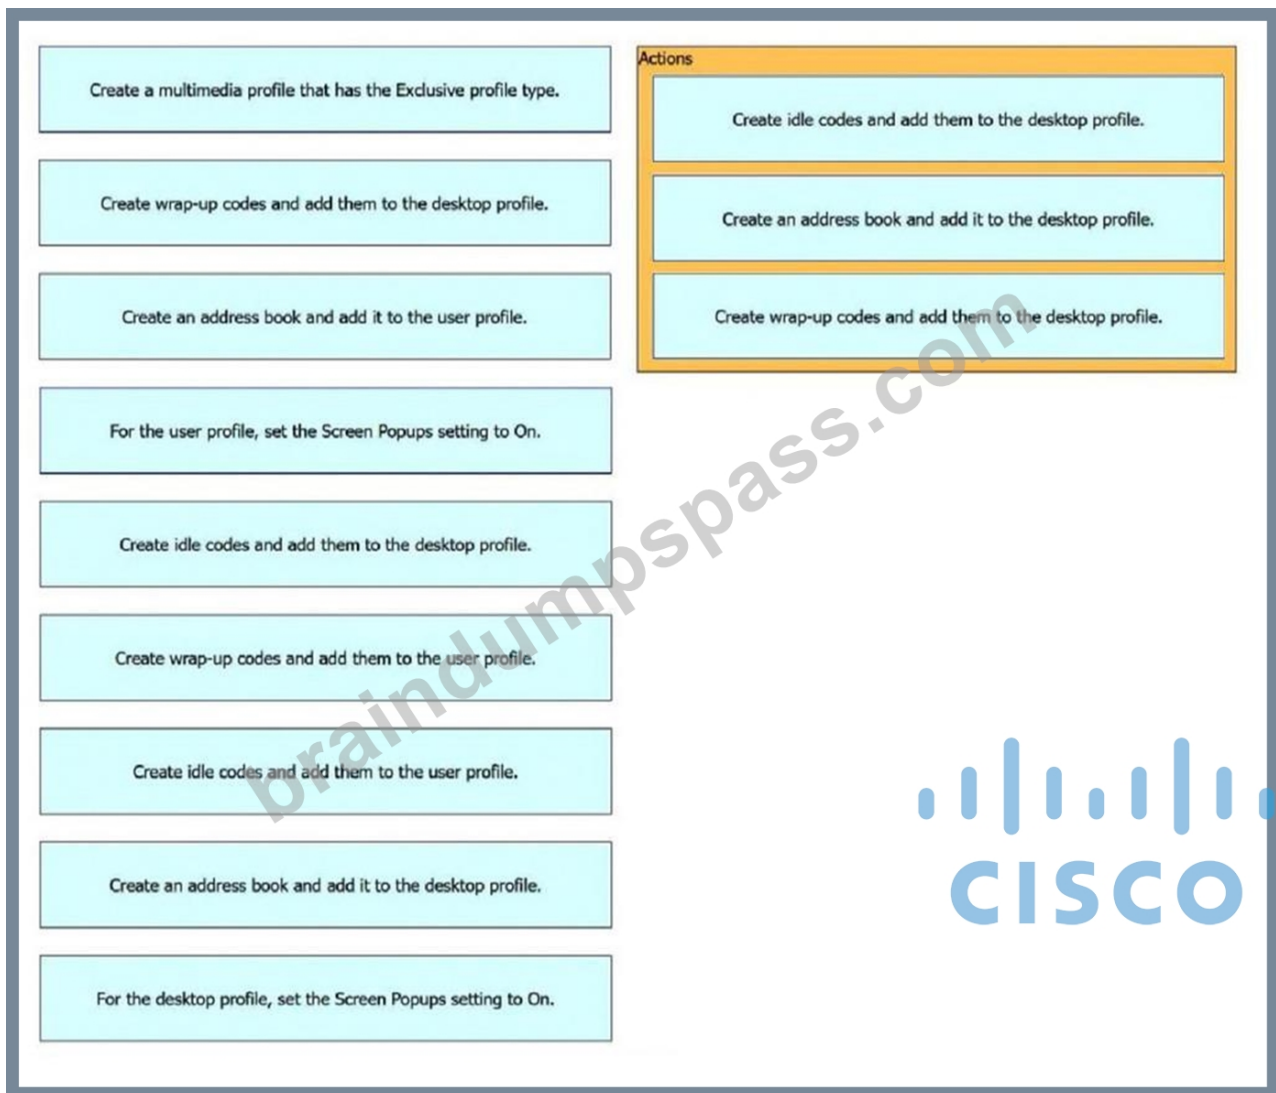 Create a multimedia profile that has the Exclusive profile type.
Create wrap-up codes and add them to the desktop profile.
Create an address book and add it to the user profile.
For the user profile, set the Screen Popups setting to On.
Create idle codes and add them to the desktop profile.
Create wrap-up codes and add them to the user profile.
Create idle codes and add them to the user profile.
Create an address book and add it to the desktop profile.
For the desktop profile, set the Screen Popups setting to On.
Actions
Create idle codes and add them to the desktop profile.
Create an address book and add it to the desktop profile.
Create wrap-up codes and add them to the desktop profile.
braindumpspass.com
CISCO